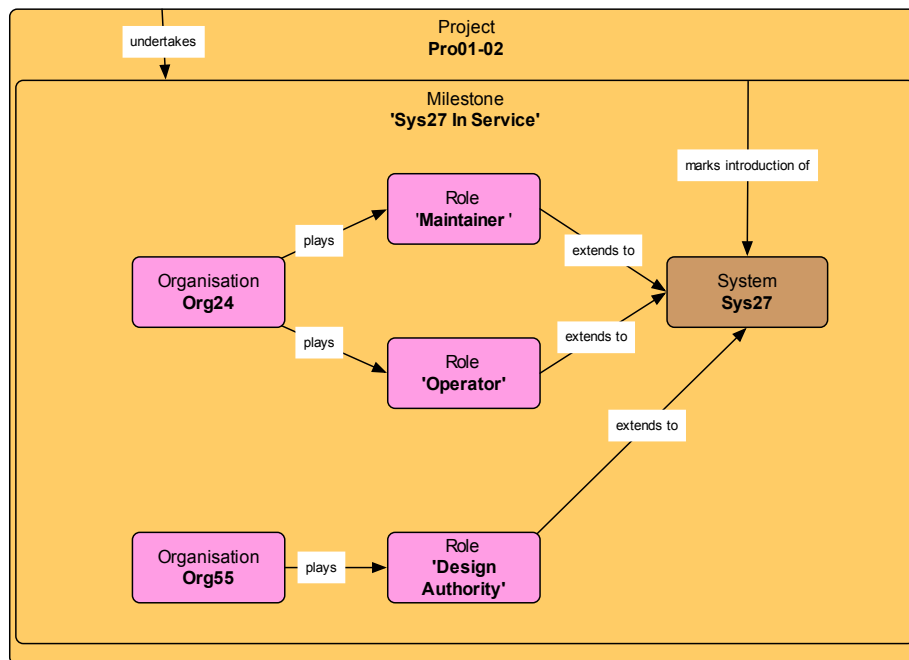 Project
Pro01-02
undertakes
Milestone
'Sys27 In Service'
marks introduction of
Role
'Maintainer '
plays
extends to
Organisation
Org24
System
Sys27
plays
extends to
Role
'Operator'
extends to
Organisation
Org55
plays
Role
'Design
Authority'